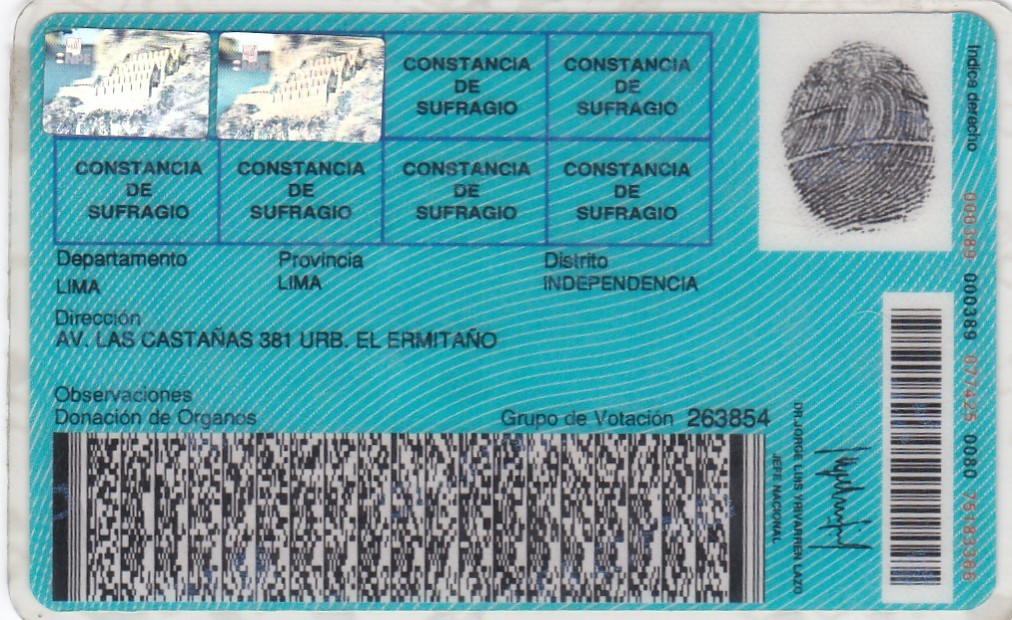 CONSTANCIA
DE
SUFRAGIO
CONSTANCIA
DE
SUFRAGIO
CONSTANCIA
DE
SUFRAGIO
CONSTANCIA
DE
SUFRAGIO
CONSTANCIA
DE
SUFRAGIO
CONSTANCIA
DE
SUFRAGIO
Departamento
LIMA
Provincia
LIMA
Distrito
INDEPENDENCIA
Dirección
AV. LAS CASTAÑAS 381 URB. EL ERMITAÑO
Observaciones
Donación de Organos
Grupo de Votación 263854
Indice derecho
000389 000389 077425 0080
DR. JORGE LUIS YRIVARREN LAZO
JEFE NACIONAL